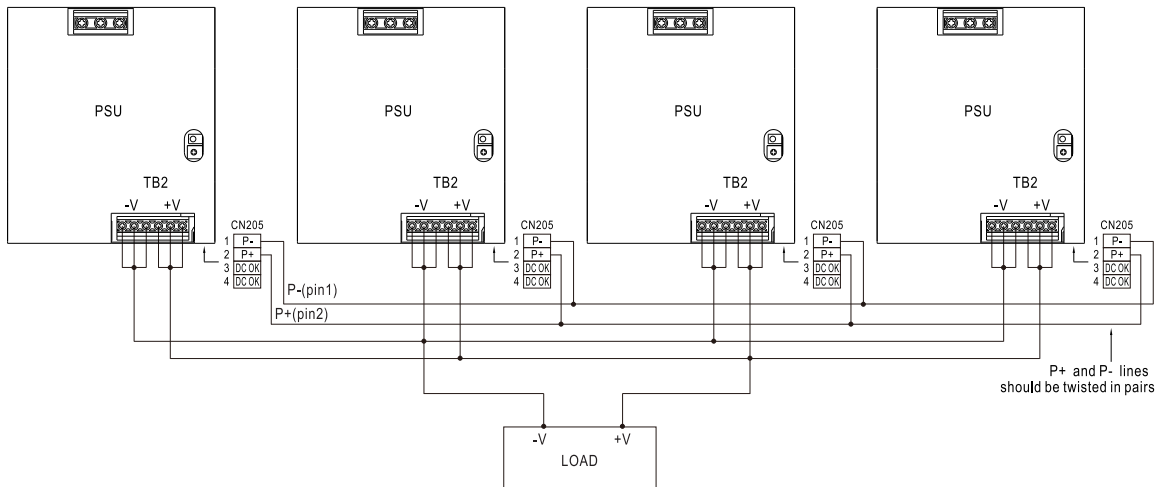 PSU PSU PSU PSU
TB2 TB2 TB2 TB2
-V +V -V +V -V +V -V +V
CN205 CN205 CN205 CN205
1 P- 1 P- 1 P- 1 P-
2 P+ 2 P+ 2 P+ 2 P+
3 DC OK 3 DC OK 3 DC OK 3 DC OK
4 DC OK 4 DC OK 4 DC OK 4 DC OK
P-(pin1)
P+(pin2)
P+ and P- lines
should be twisted in pairs
-V +V
LOAD